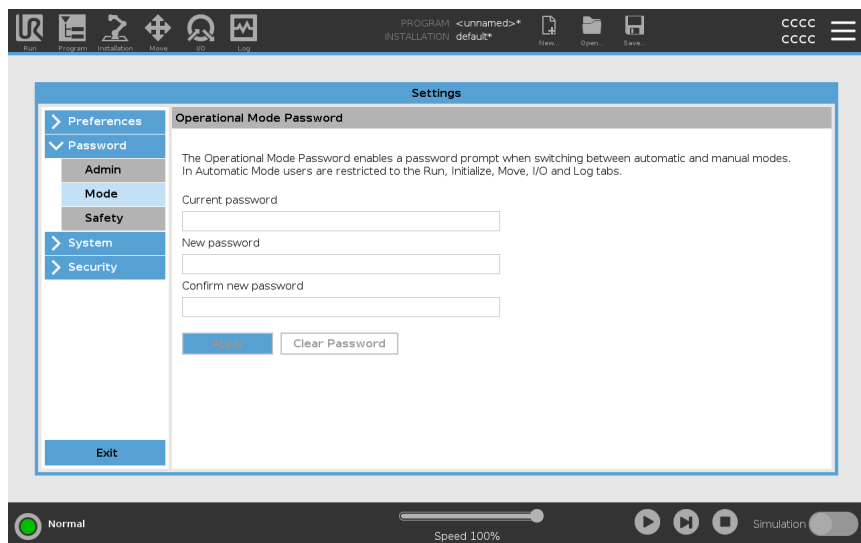 PROGRAM <unnamed>*
INSTALLATION default*
CCCC
CCCC
Run
Program
Installation
Move
I/O
Log
New...
Open...
Save...
Settings
Preferences
Password
Admin
Mode
Safety
System
Security
Exit
Operational Mode Password
The Operational Mode Password enables a password prompt when switching between automatic and manual modes.
In Automatic Mode users are restricted to the Run, Initialize, Move, I/O and Log tabs.
Current password
New password
Confirm new password
Apply
Clear Password
Normal
Speed 100%
Simulation